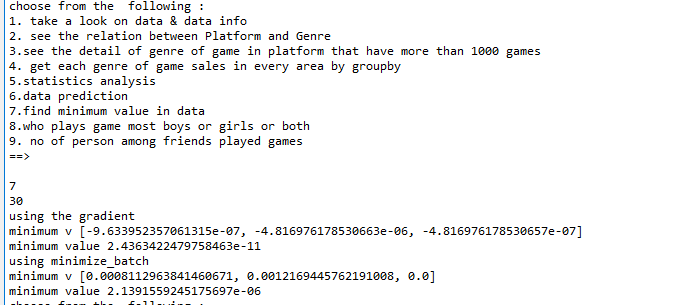 choose from the  following :
1. take a look on data & data info
2. see the relation between Platform and Genre
3.see the detail of genre of game in platform that have more than 1000 games
4. get each genre of game sales in every area by groupby
5.statistics analysis
6.data prediction
7.find minimum value in data
8.who plays game most boys or girls or both
9. no of person among friends played games
==>
7
30
using the gradient
minimum v [-9.633952357061315e-07, -4.816976178530663e-06, -4.816976178530657e-07]
minimum value 2.4363422479758463e-11
using minimize_batch
minimum v [0.0008112963841460671, 0.0012169445762191008, 0.0]
minimum value 2.1391559245175697e-06
choose from the  following :